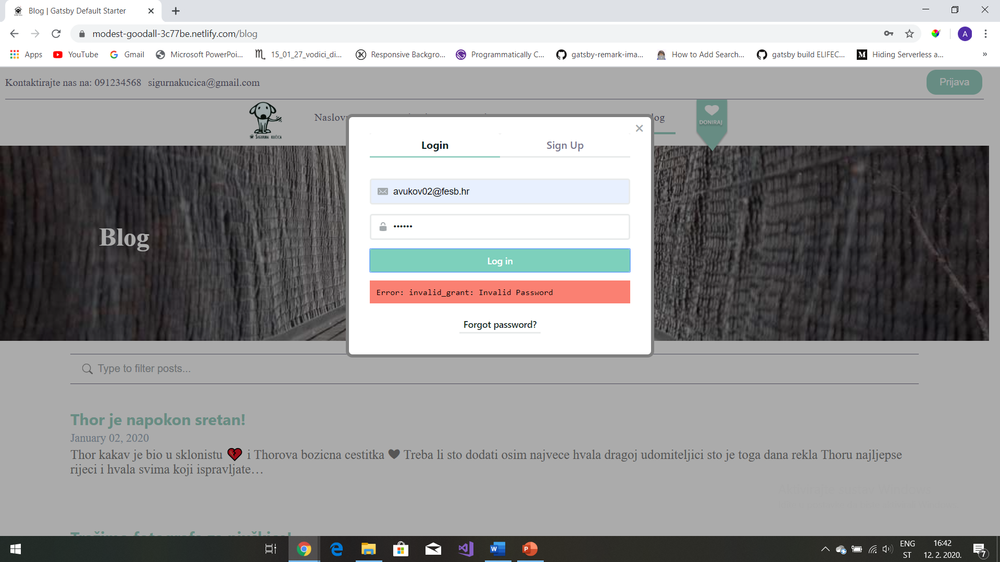 Blog | Gatsby Default Starter
modest-goodall-3c77be.netlify.com/blog
A
Apps YouTube Gmail Microsoft PowerPoi... 15_01_27_vodici_di... Responsive Backgro... Programmatically C... gatsby-remark-ima... How to Add Search... gatsby build ELIFEC... Hiding Serverless a... »
Kontaktirajte nas na: 091234568 sigurnakucica@gmail.com
Prijava
SIGURNA KUĆICA
DONIRAJ
Login Sign Up
avukov02@fesb.hr
••••••
Log in
Error: invalid_grant: Invalid Password
Forgot password?
Blog
Type to filter posts...
Thor je napokon sretan!
January 02, 2020
Thor kakav je bio u sklonistu 💔 i Thorova bozicna cestitka 🖤 Treba li sto dodati osim najvece hvala dragoj udomiteljici sto je toga dana rekla Thoru najljepse
rijeci i hvala svima koji ispravljate…
ENG
ST
16:42
12. 2. 2020.
7